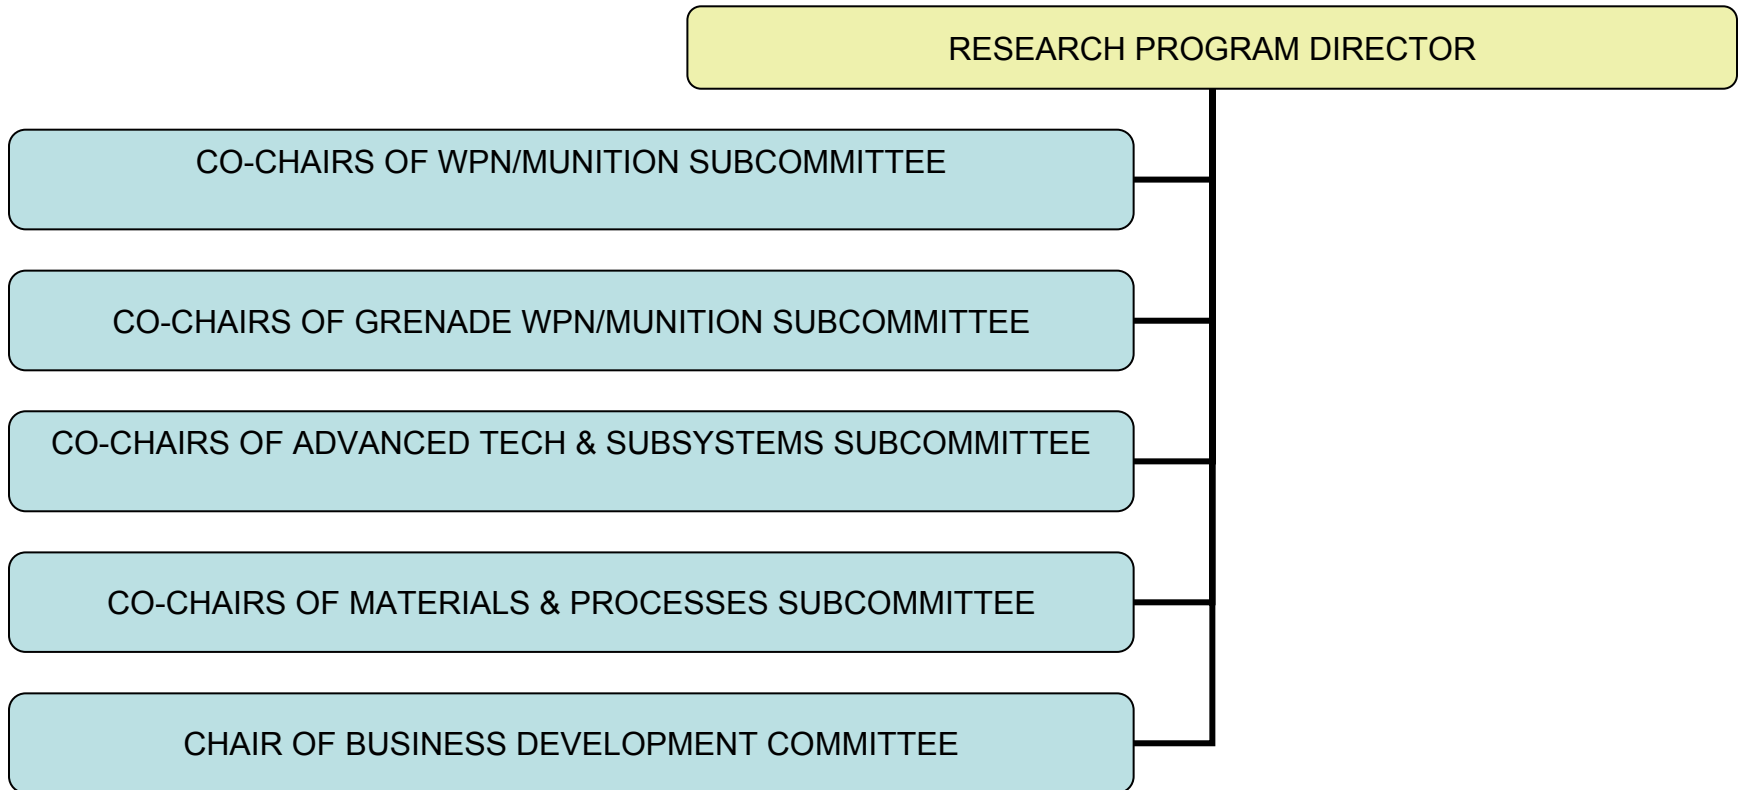 RESEARCH PROGRAM DIRECTOR
CO-CHAIRS OF WPN/MUNITION SUBCOMMITTEE
CO-CHAIRS OF GRENADE WPN/MUNITION SUBCOMMITTEE
CO-CHAIRS OF ADVANCED TECH & SUBSYSTEMS SUBCOMMITTEE
CO-CHAIRS OF MATERIALS & PROCESSES SUBCOMMITTEE
CHAIR OF BUSINESS DEVELOPMENT COMMITTEE